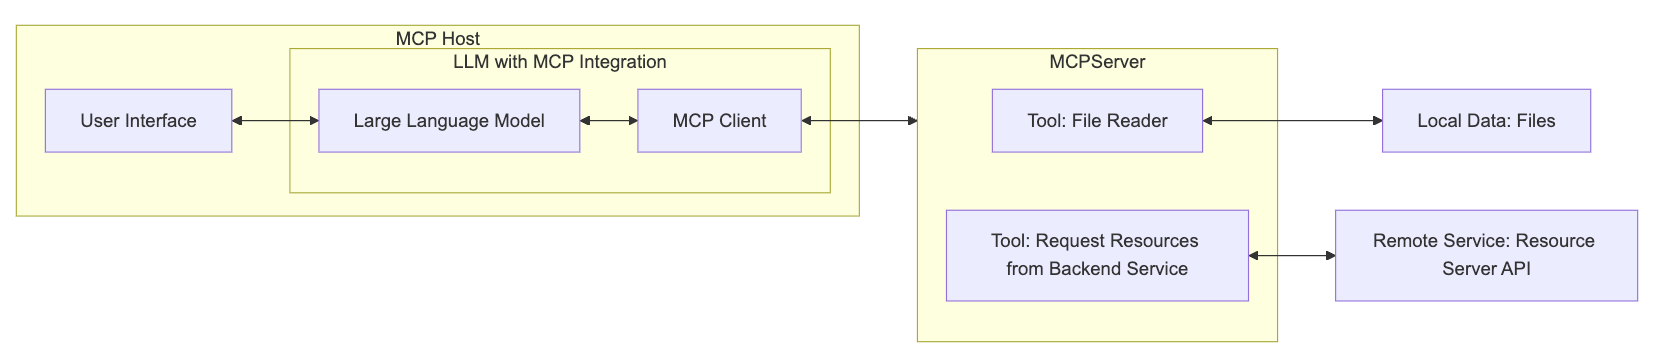 MCP Host
LLM with MCP Integration
User Interface
Large Language Model
MCP Client
MCPServer
Tool: File Reader
Local Data: Files
Tool: Request Resources
from Backend Service
Remote Service: Resource
Server API